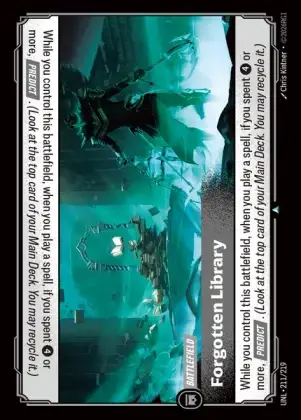 While you control this battlefield, when you play a spell, if you spent 4 or
more, PREDICT. (Look at the top card of your Main Deck. You may recycle it.)
BATTLEFIELD
Forgotten Library
While you control this battlefield, when you play a spell, if you spent 4 or
more, PREDICT. (Look at the top card of your Main Deck. You may recycle it.)
UNL • 211/219
Chris Kintner • ©2026RGI